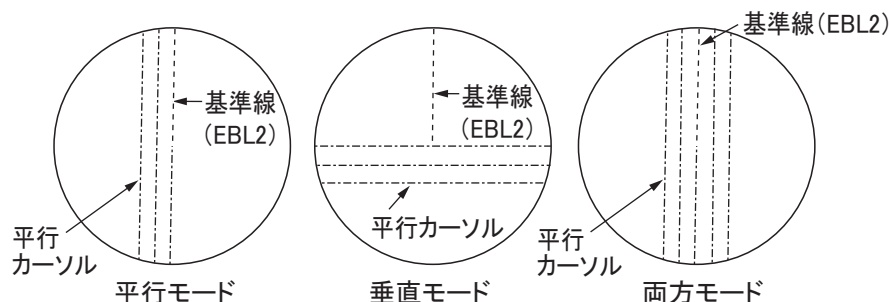 基準線
(EBL2)
平行
カーソル
平行モード
基準線
(EBL2)
平行カーソル
垂直モード
基準線(EBL2)
平行
カーソル
両方モード